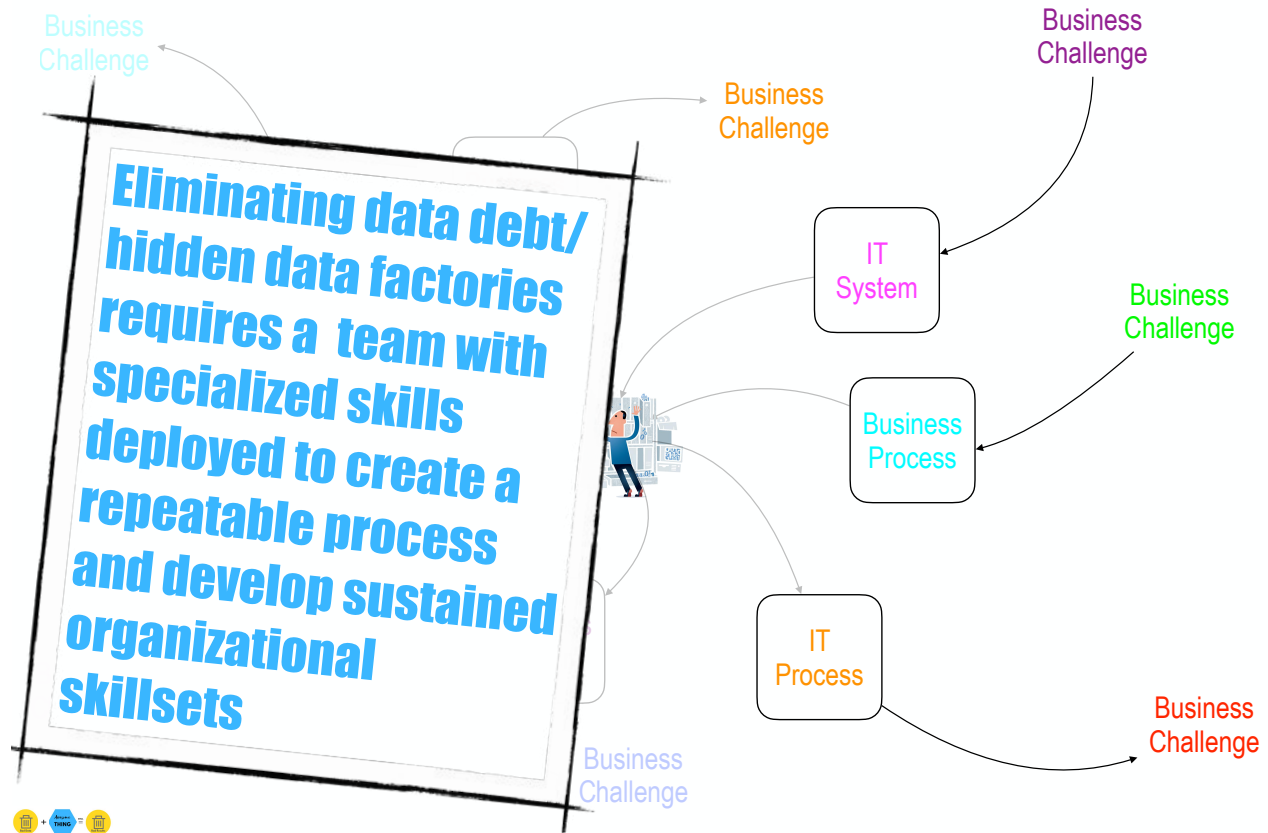 Business
Challenge
Business
Challenge
Business
Challenge
Eliminating data debt/
hidden data factories
requires a  team with
specialized skills
deployed to create a
repeatable process
and develop sustained
organizational
skillsets
IT
System
Business
Challenge
Business
Process
IT
Process
Business
Challenge
Business
Challenge
+
THING
=